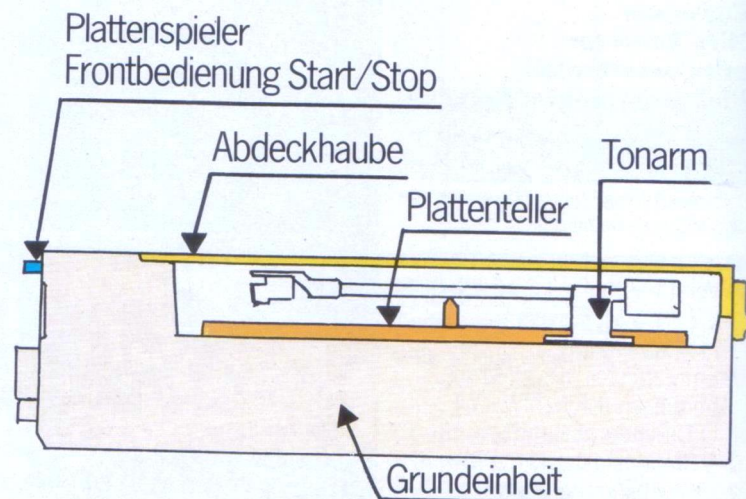 Plattenspieler
Frontbedienung Start/Stop
Abdeckhaube
Tonarm
Plattenteller
Grundeinheit